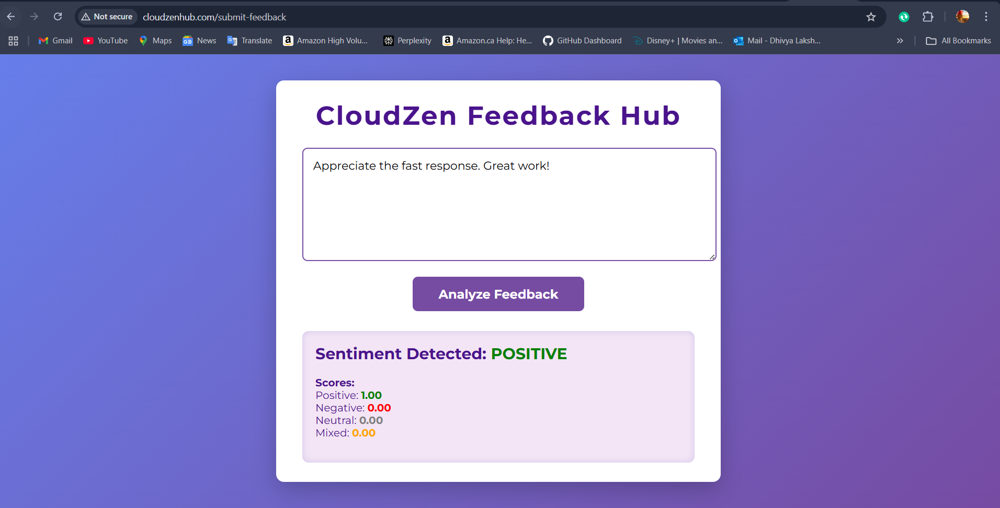 Not secure cloudzenhub.com/submit-feedback
Gmail YouTube Maps News Translate Amazon High Volu... Perplexity Amazon.ca Help: He... GitHub Dashboard Disney+ | Movies an... Mail - Dhivya Laksh... » All Bookmarks
CloudZen Feedback Hub
Appreciate the fast response. Great work!
Analyze Feedback
Sentiment Detected: POSITIVE
Scores:
Positive: 1.00
Negative: 0.00
Neutral: 0.00
Mixed: 0.00